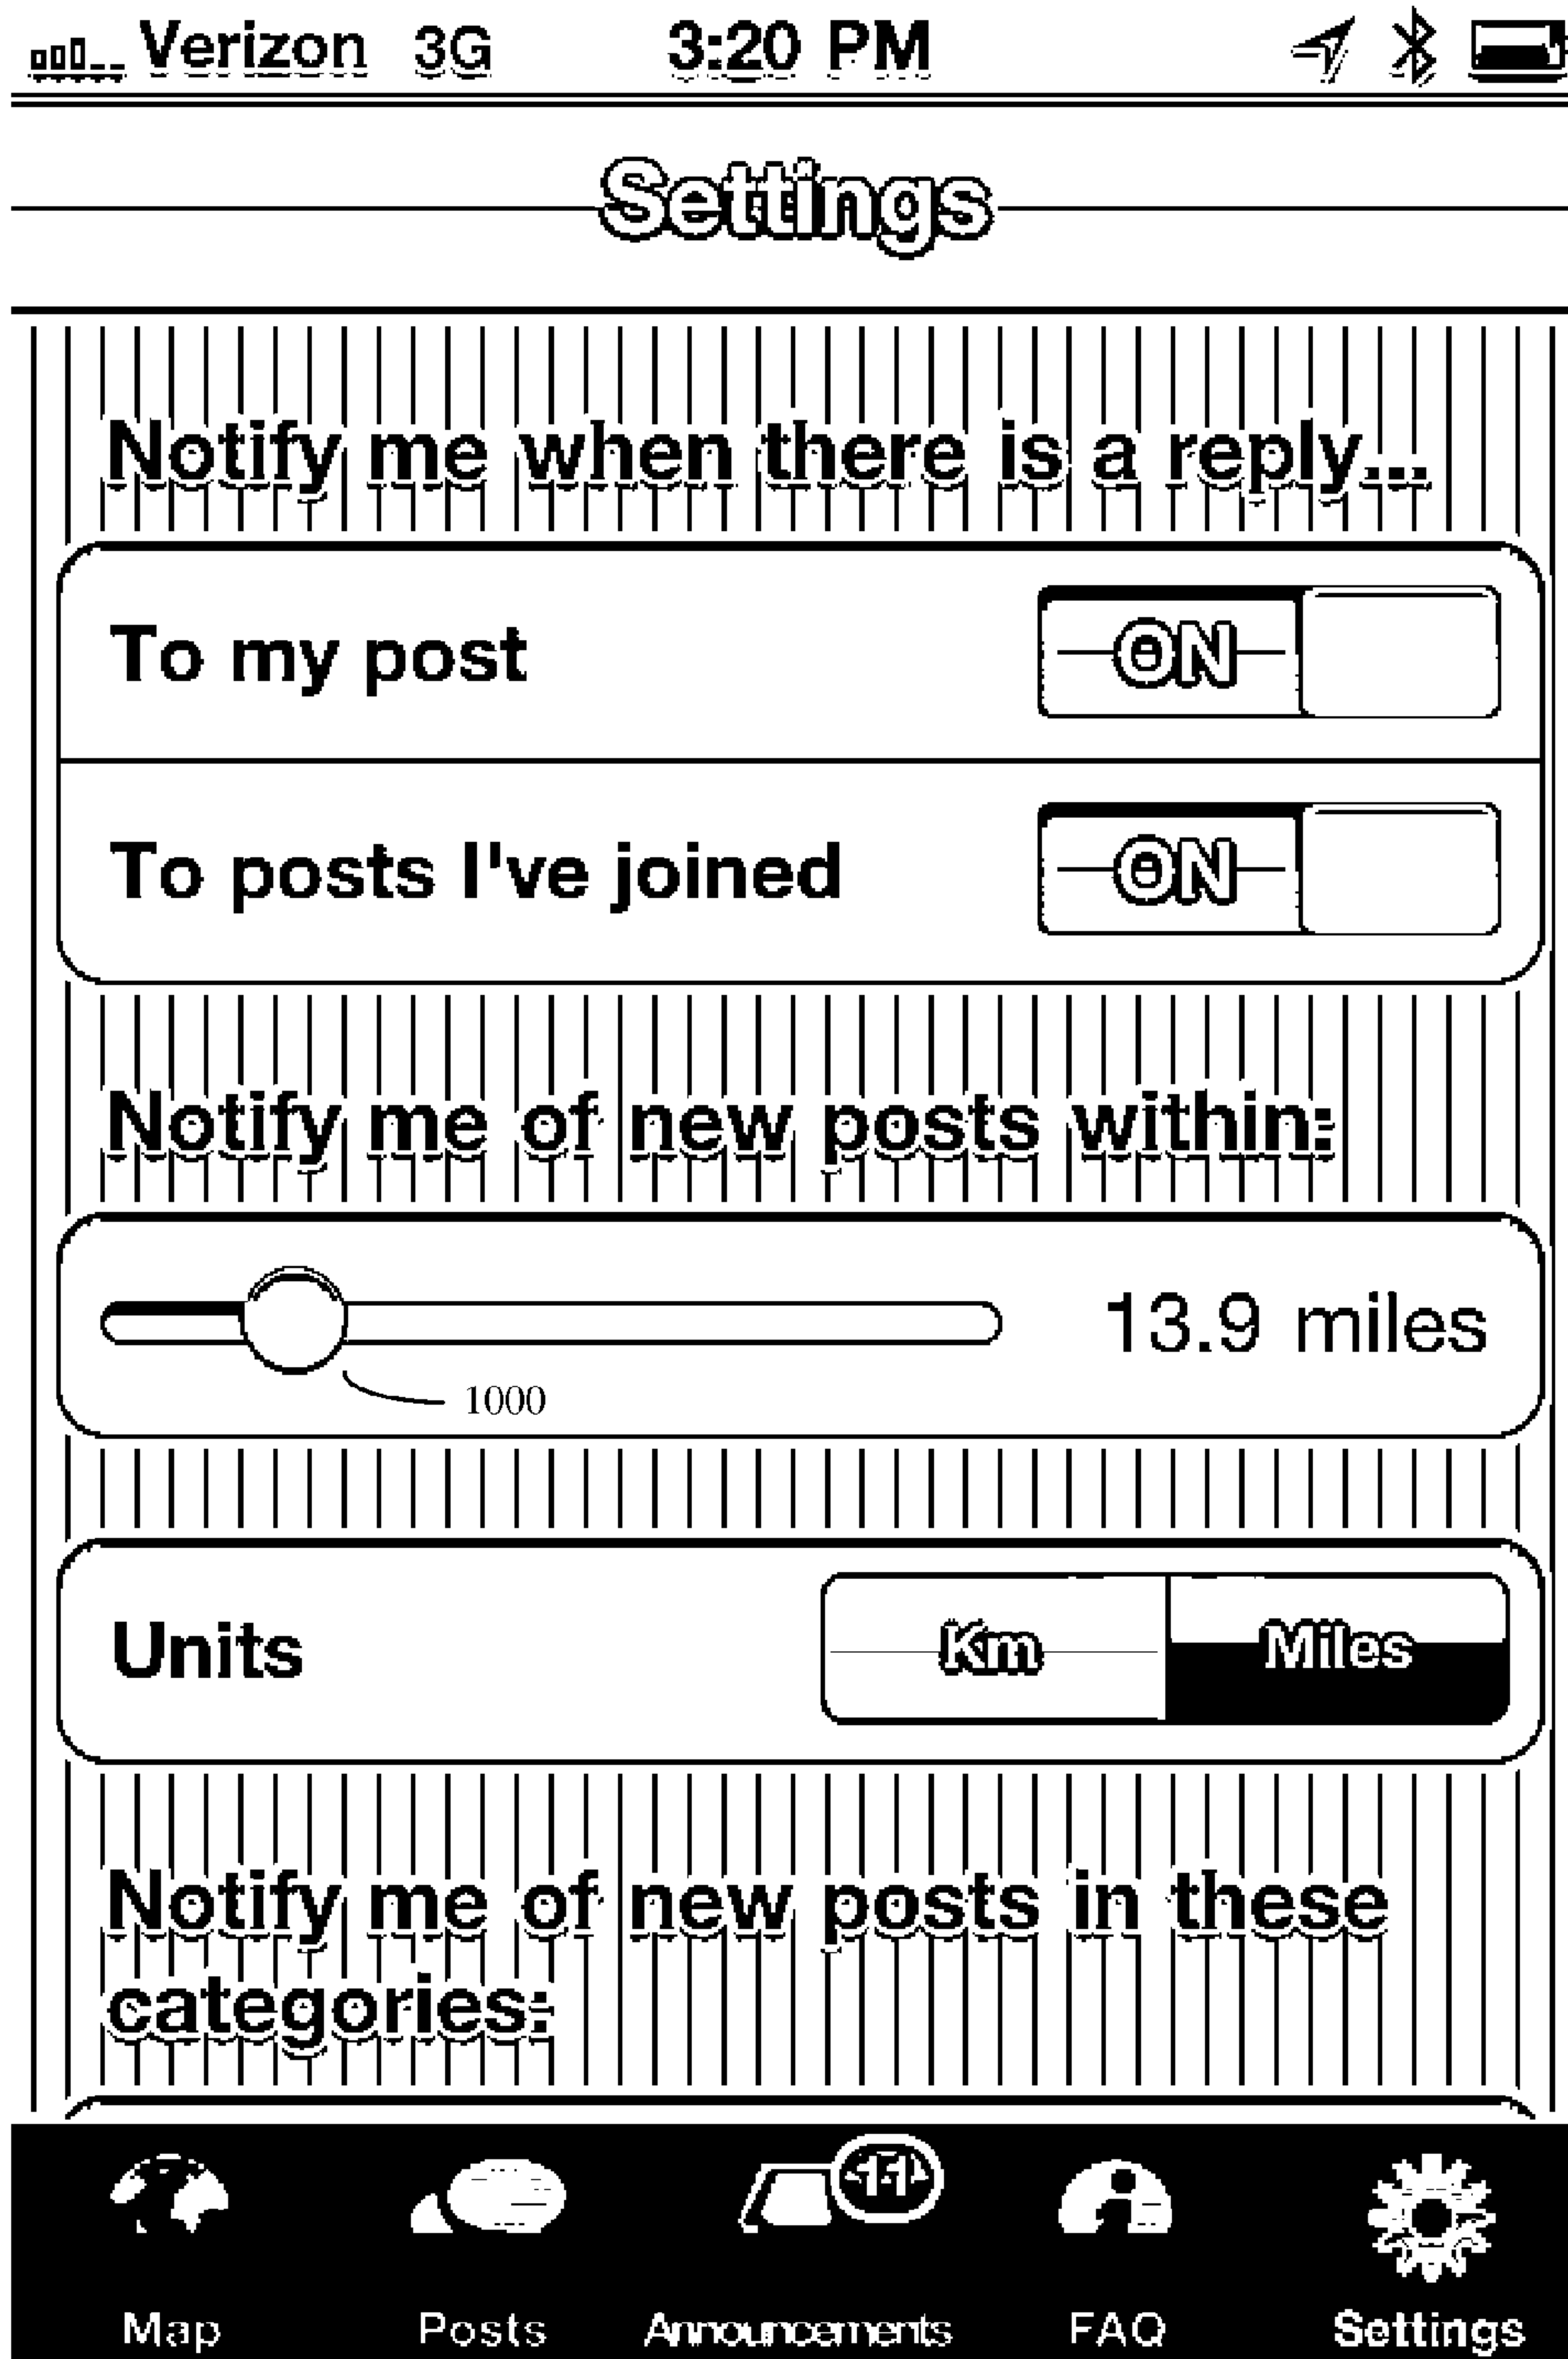 Verizon 3G 3:20 PM
Settings
Notify me when there is a reply...
To my post ON
To posts I've joined ON
Notify me of new posts within:
13.9 miles
1000
Units Km Miles
Notify me of new posts in these
categories:
11
Map Posts Announcements FAQ Settings